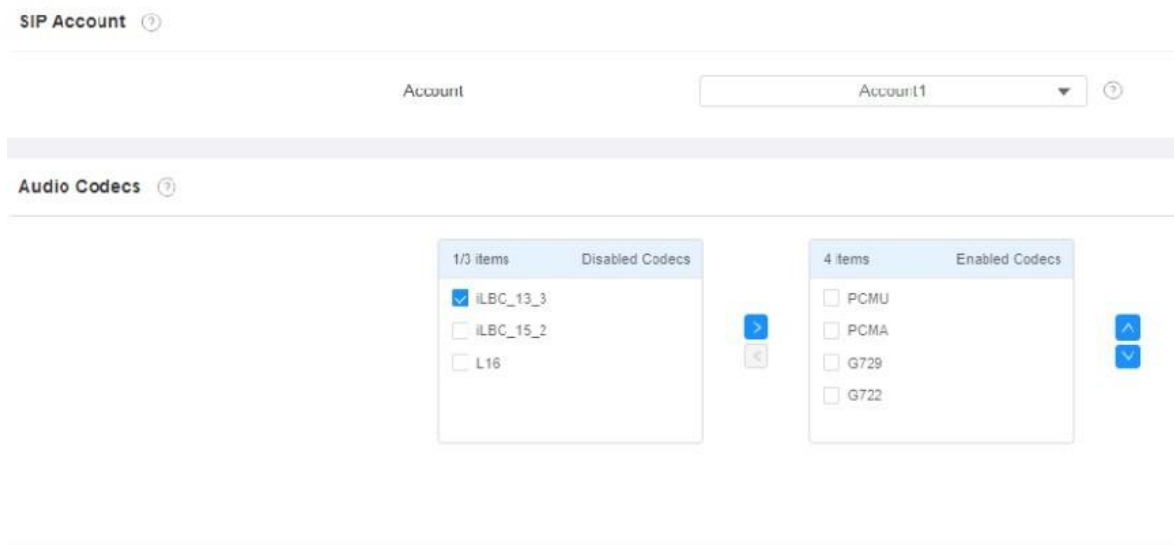 SIP Account
Account Account1
Audio Codecs
1/3 items Disabled Codecs
iLBC_13_3
iLBC_15_2
L16
4 items Enabled Codecs
PCMU
PCMA
G729
G722